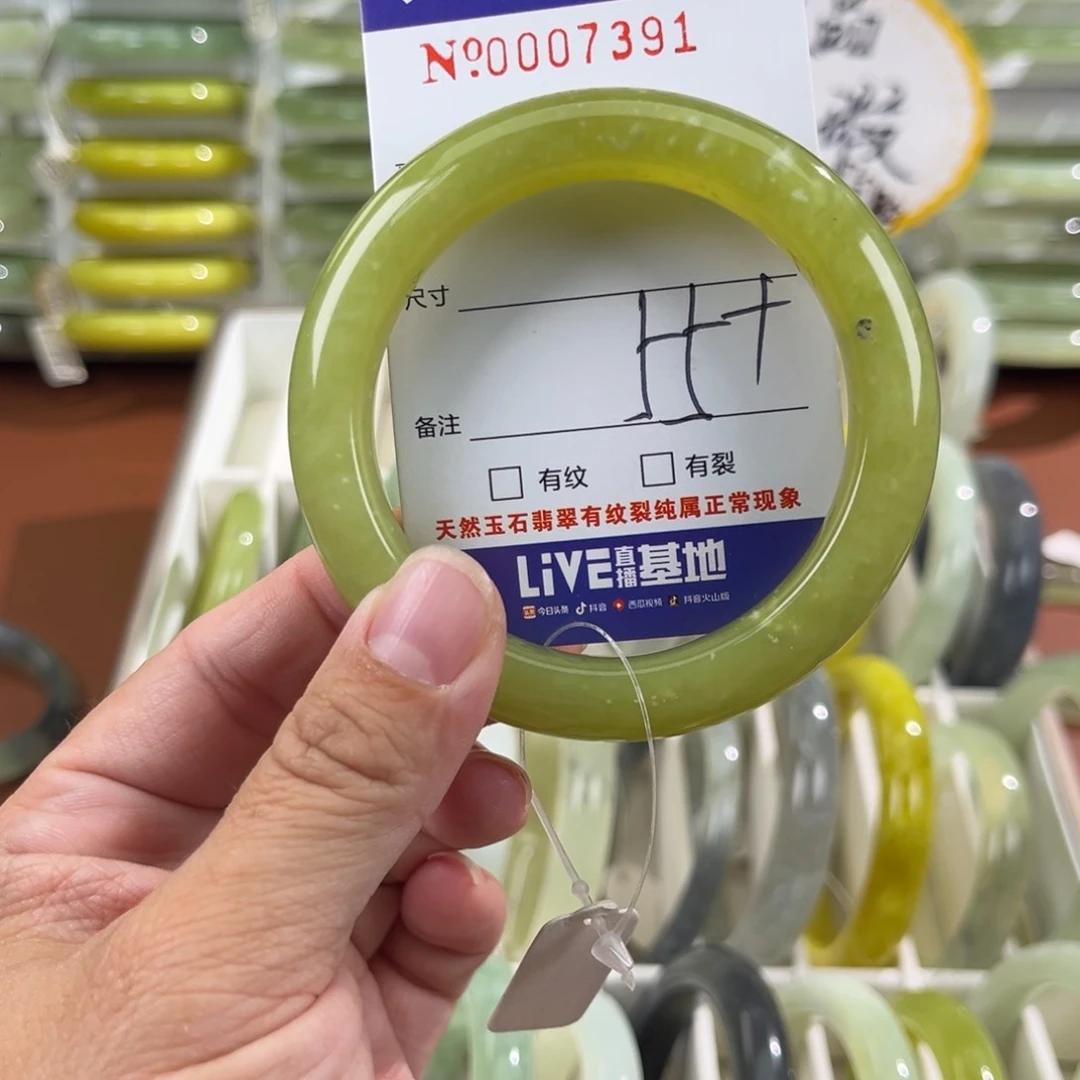 №0007391
尺寸
备注
□ 有纹 □ 有裂
天然玉石翡翠有纹裂纯属正常现象
LiVE直播基地
今日头条 抖音 西瓜视频 抖音火山版